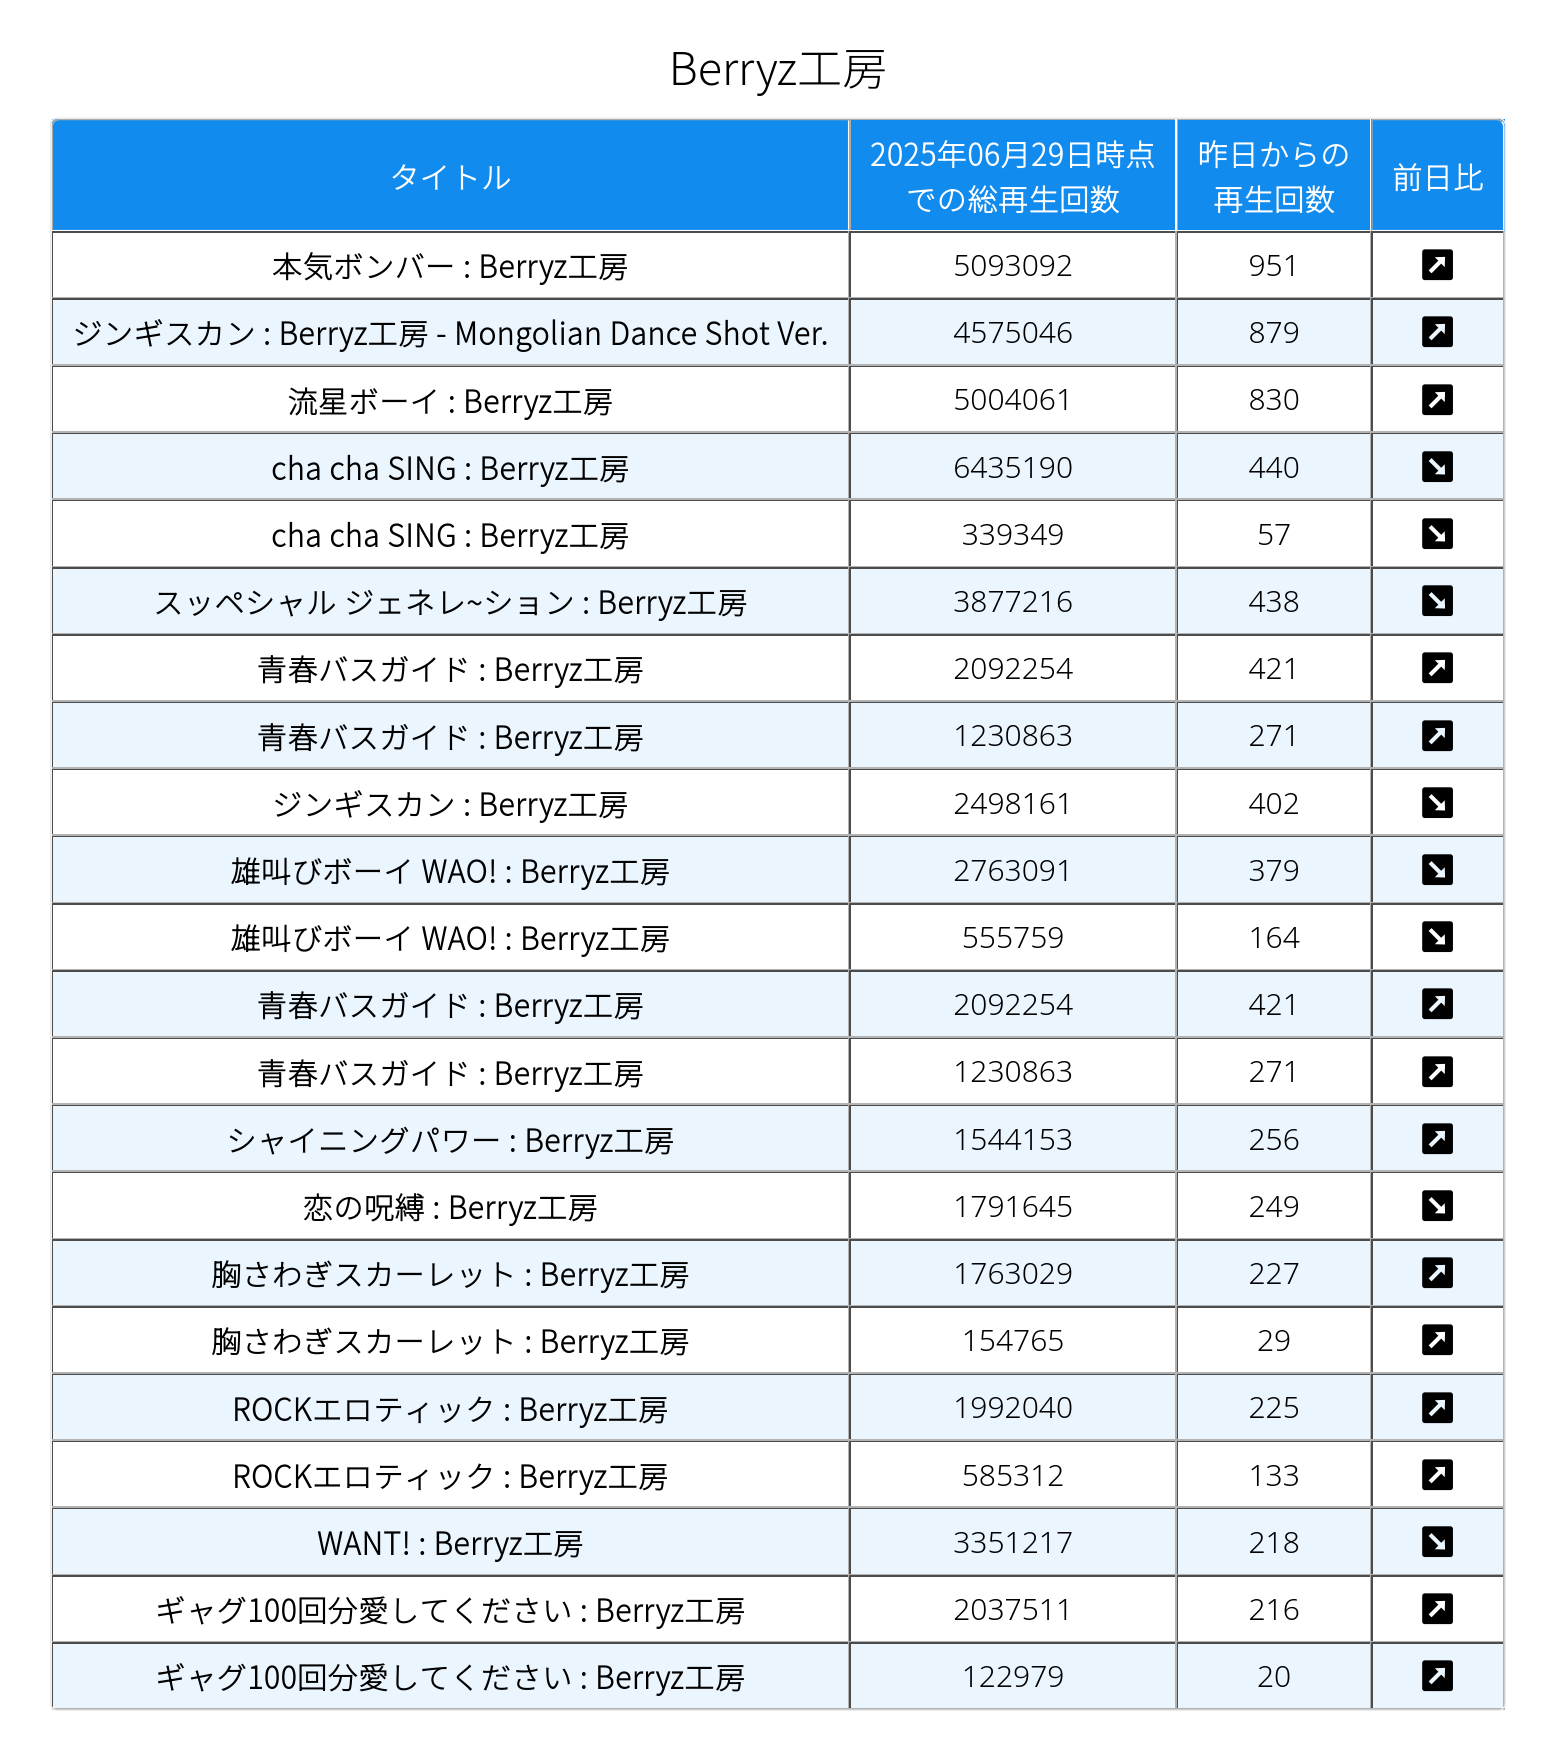 Berryz工房
タイトル 2025年06月29日時点での総再生回数 昨日からの再生回数 前日比
本気ボンバー : Berryz工房 5093092 951 ↗
ジンギスカン : Berryz工房 - Mongolian Dance Shot Ver. 4575046 879 ↗
流星ボーイ : Berryz工房 5004061 830 ↗
cha cha SING : Berryz工房 6435190 440 ↘
cha cha SING : Berryz工房 339349 57 ↘
スッペシャル ジェネレ~ション : Berryz工房 3877216 438 ↘
青春バスガイド : Berryz工房 2092254 421 ↗
青春バスガイド : Berryz工房 1230863 271 ↗
ジンギスカン : Berryz工房 2498161 402 ↘
雄叫びボーイ WAO! : Berryz工房 2763091 379 ↘
雄叫びボーイ WAO! : Berryz工房 555759 164 ↘
青春バスガイド : Berryz工房 2092254 421 ↗
青春バスガイド : Berryz工房 1230863 271 ↗
シャイニングパワー : Berryz工房 1544153 256 ↗
恋の呪縛 : Berryz工房 1791645 249 ↘
胸さわぎスカーレット : Berryz工房 1763029 227 ↗
胸さわぎスカーレット : Berryz工房 154765 29 ↗
ROCKエロティック : Berryz工房 1992040 225 ↗
ROCKエロティック : Berryz工房 585312 133 ↗
WANT! : Berryz工房 3351217 218 ↘
ギャグ100回分愛してください : Berryz工房 2037511 216 ↗
ギャグ100回分愛してください : Berryz工房 122979 20 ↗